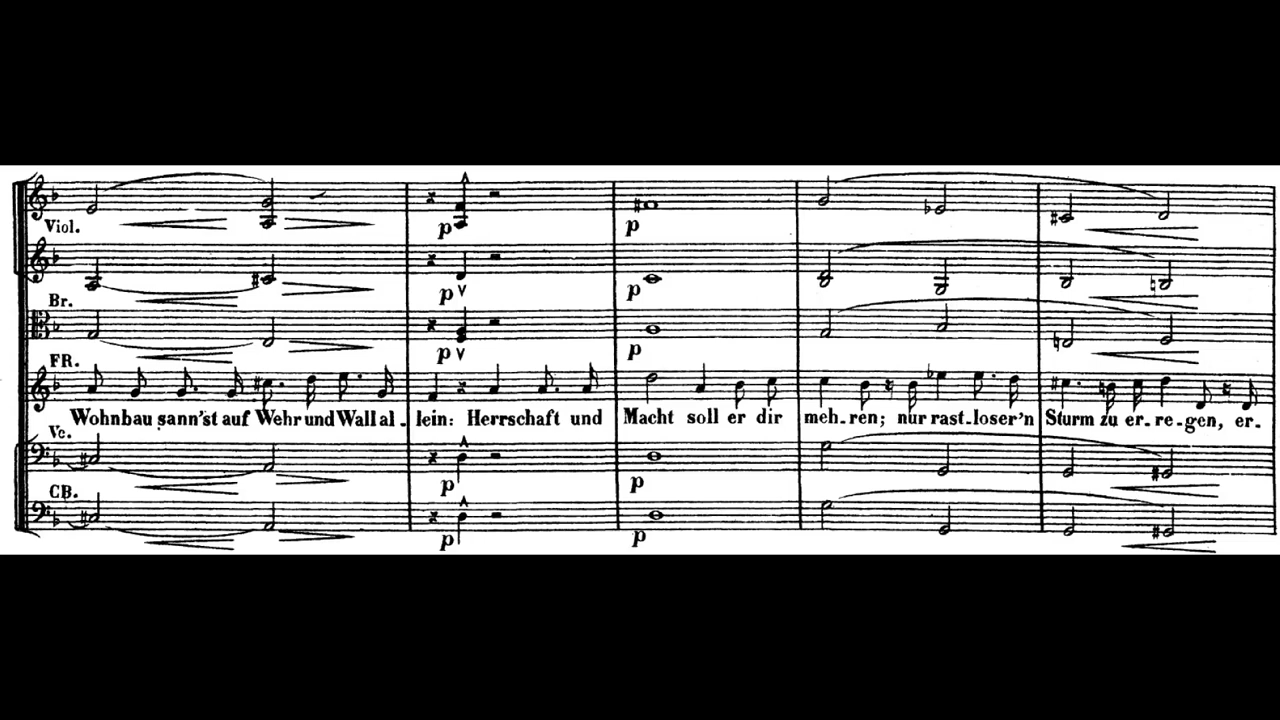 Viol.
p p
Br.
p p
FR.
p p
Wohnbau sann'st auf Wehr und Wall al - lein: Herrschaft und Macht soll er dir meh - ren; nur rast - loser'n Sturm zu er - re - gen, er -
Vc.
p p
CB.
p p